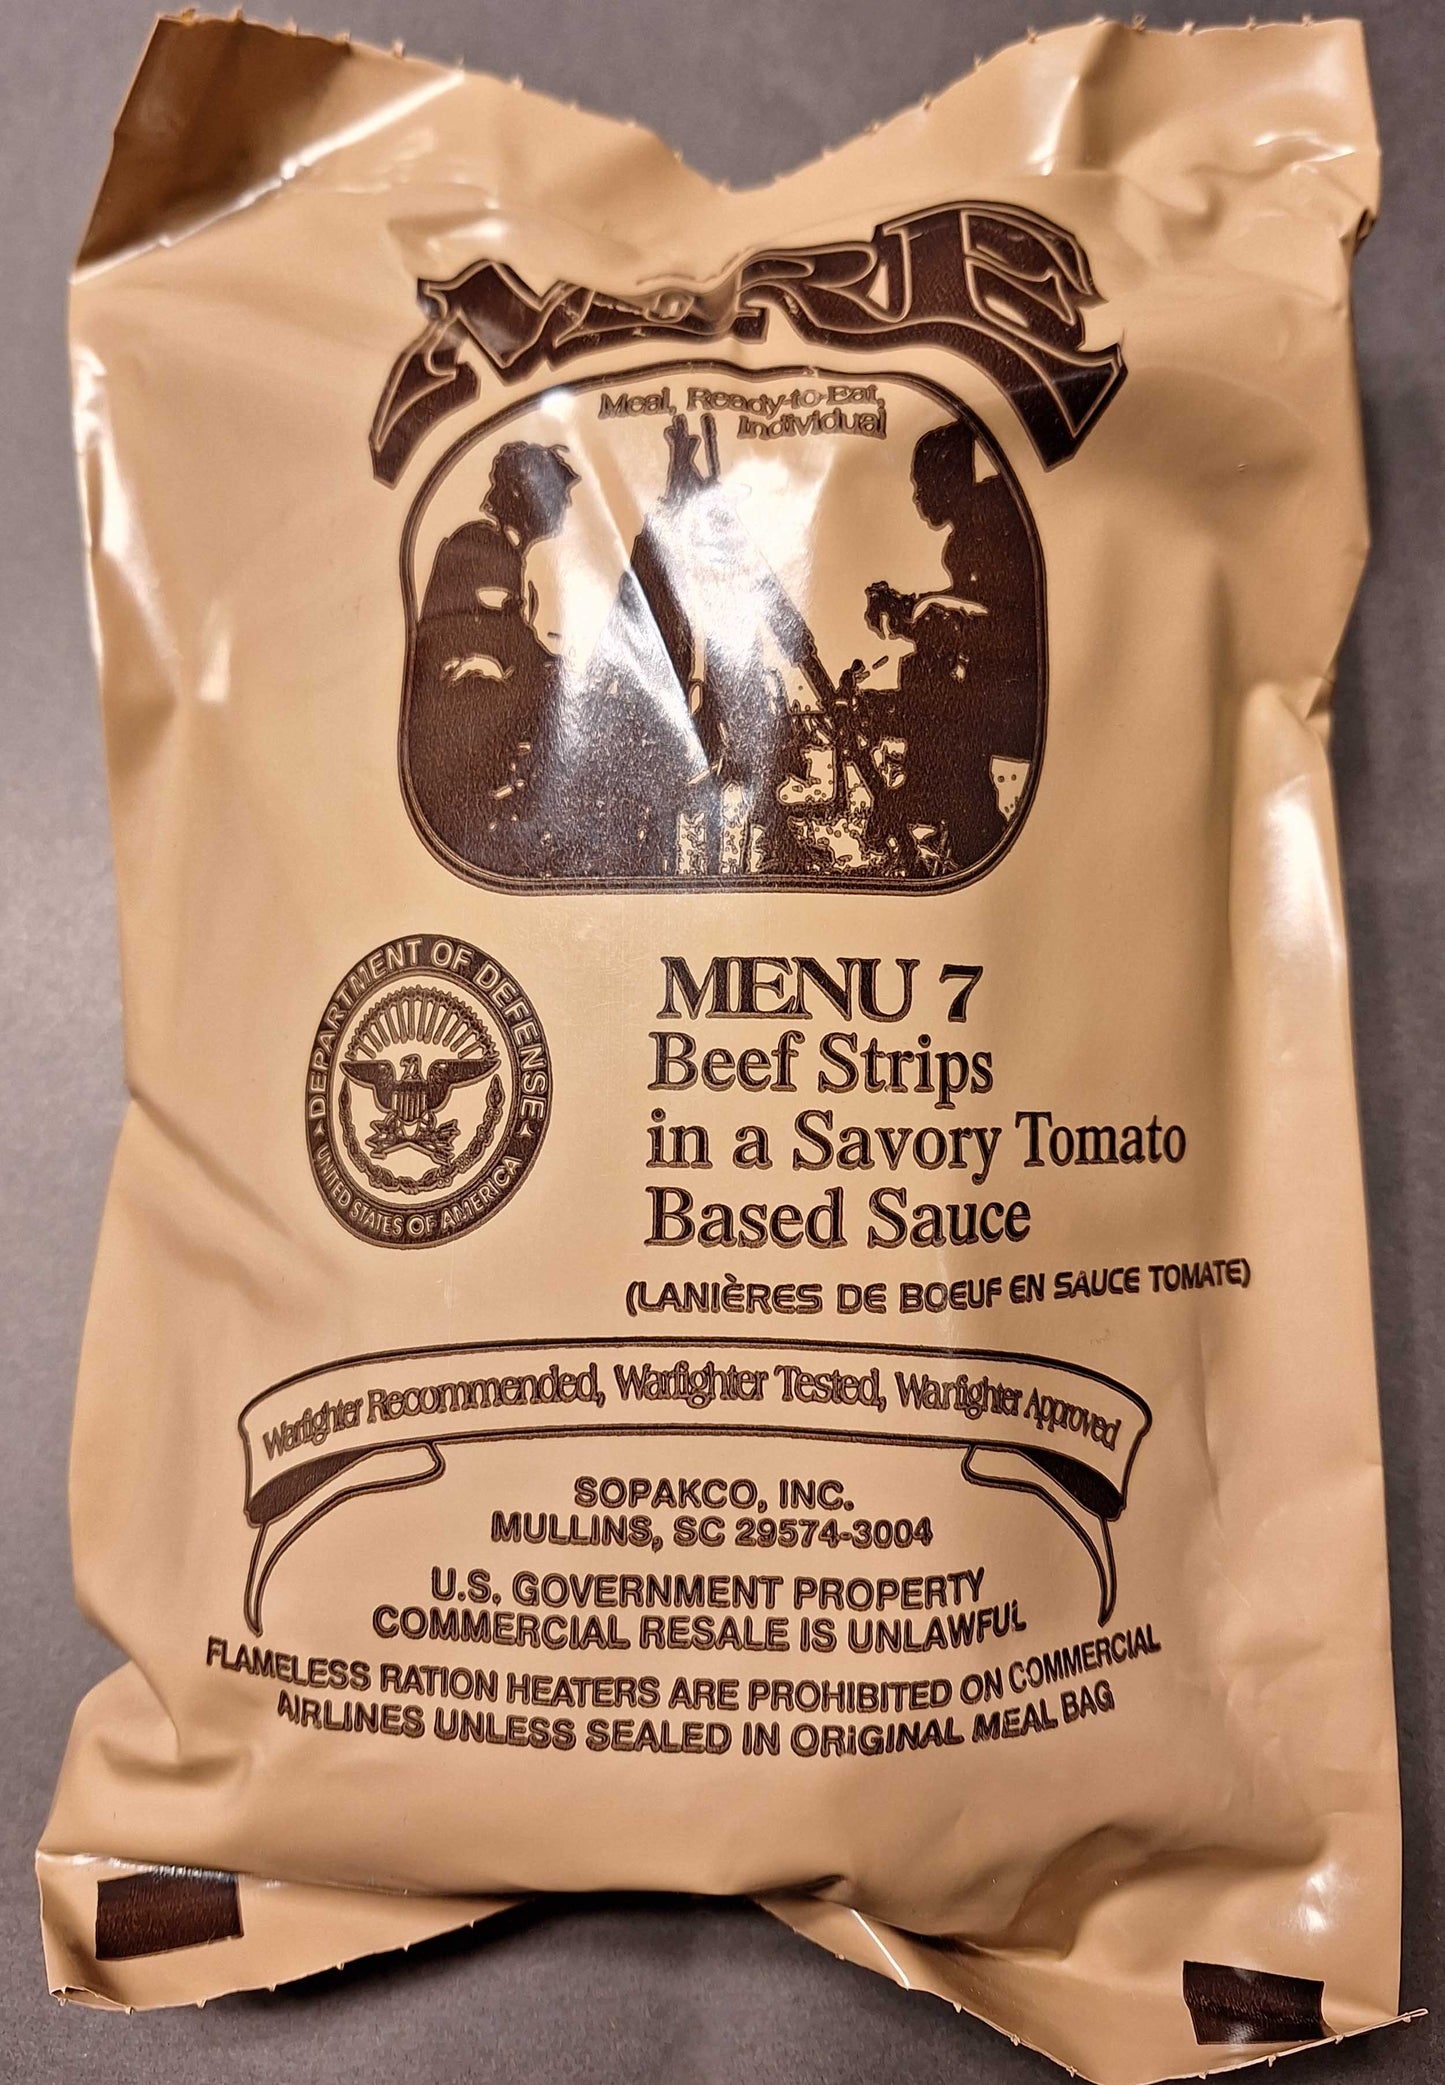 MRE
Meal, Ready-to-Eat,
Individual
DEPARTMENT OF DEFENSE
UNITED STATES OF AMERICA
MENU 7
Beef Strips
in a Savory Tomato
Based Sauce
(LANIÈRES DE BOEUF EN SAUCE TOMATE)
Warfighter Recommended, Warfighter Tested, Warfighter Approved
SOPAKCO, INC.
MULLINS, SC 29574-3004
U.S. GOVERNMENT PROPERTY
COMMERCIAL RESALE IS UNLAWFUL
FLAMELESS RATION HEATERS ARE PROHIBITED ON COMMERCIAL
AIRLINES UNLESS SEALED IN ORIGINAL MEAL BAG